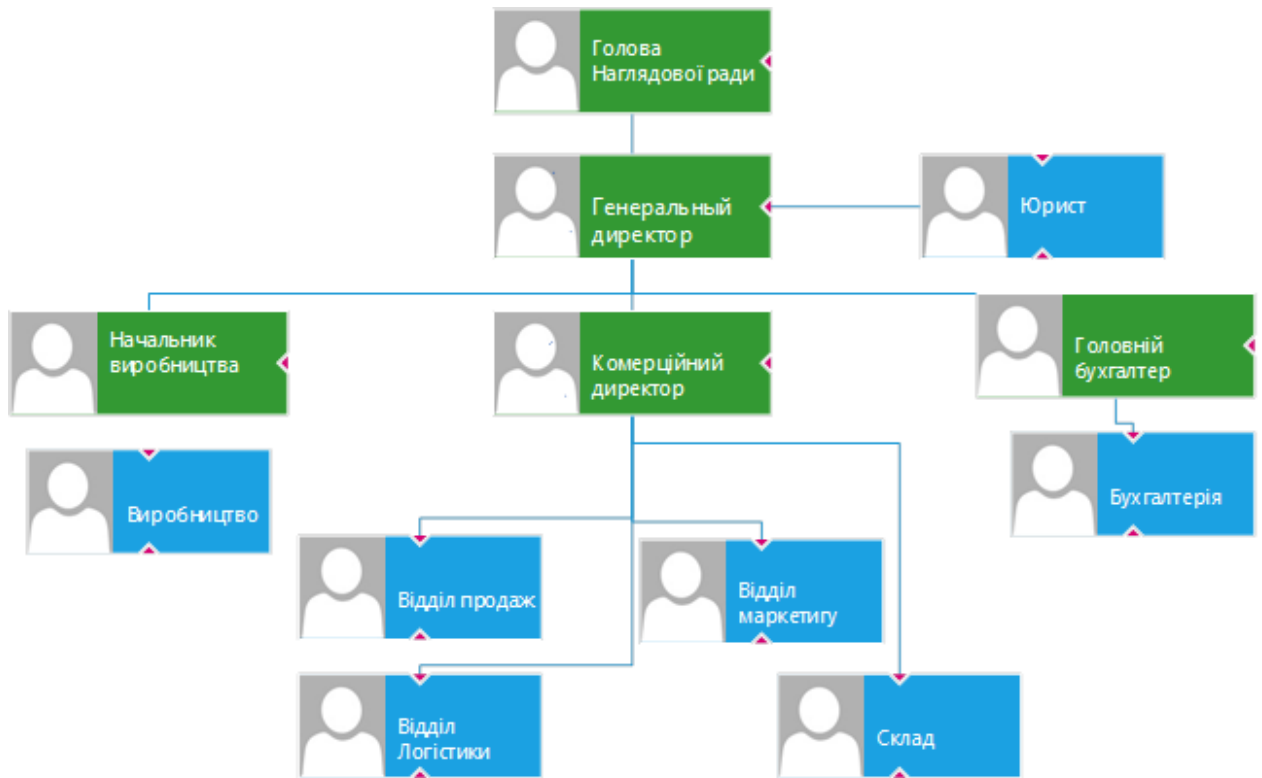 Голова
Наглядової ради
Генеральный
директор
Юрист
Начальник
виробництва
Комерційний
директор
Головній
бухгалтер
Виробництво
Бухгалтерія
Відділ продаж
Відділ
маркетигу
Відділ
Логістики
Склад